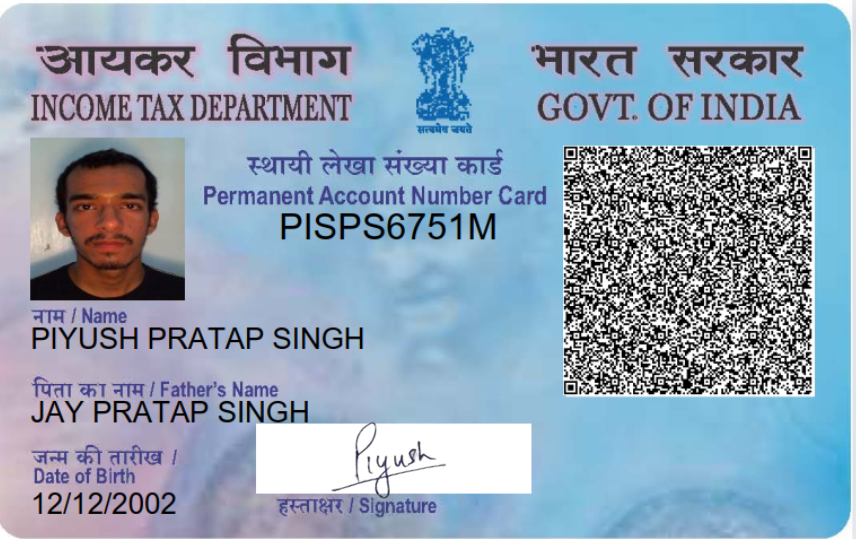 आयकर विभाग
INCOME TAX DEPARTMENT
सत्यमेव जयते
भारत सरकार
GOVT. OF INDIA
स्थायी लेखा संख्या कार्ड
Permanent Account Number Card
PISPS6751M
नाम / Name
PIYUSH PRATAP SINGH
पिता का नाम / Father's Name
JAY PRATAP SINGH
जन्म की तारीख /
Date of Birth
12/12/2002
Piyush
हस्ताक्षर / Signature